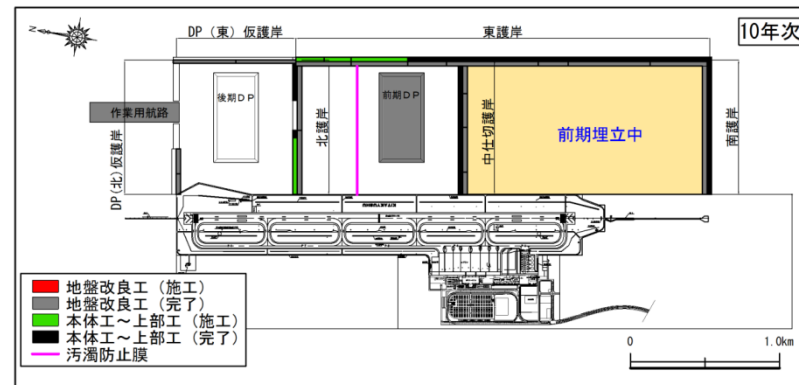 DP（東）仮護岸
東護岸
10年次
N
作業用航路
DP(北)仮護岸
後期DP
北護岸
前期DP
中仕切護岸
前期埋立中
南護岸
地盤改良工（施工）
地盤改良工（完了）
本体工～上部工（施工）
本体工～上部工（完了）
汚濁防止膜
0
1.0km